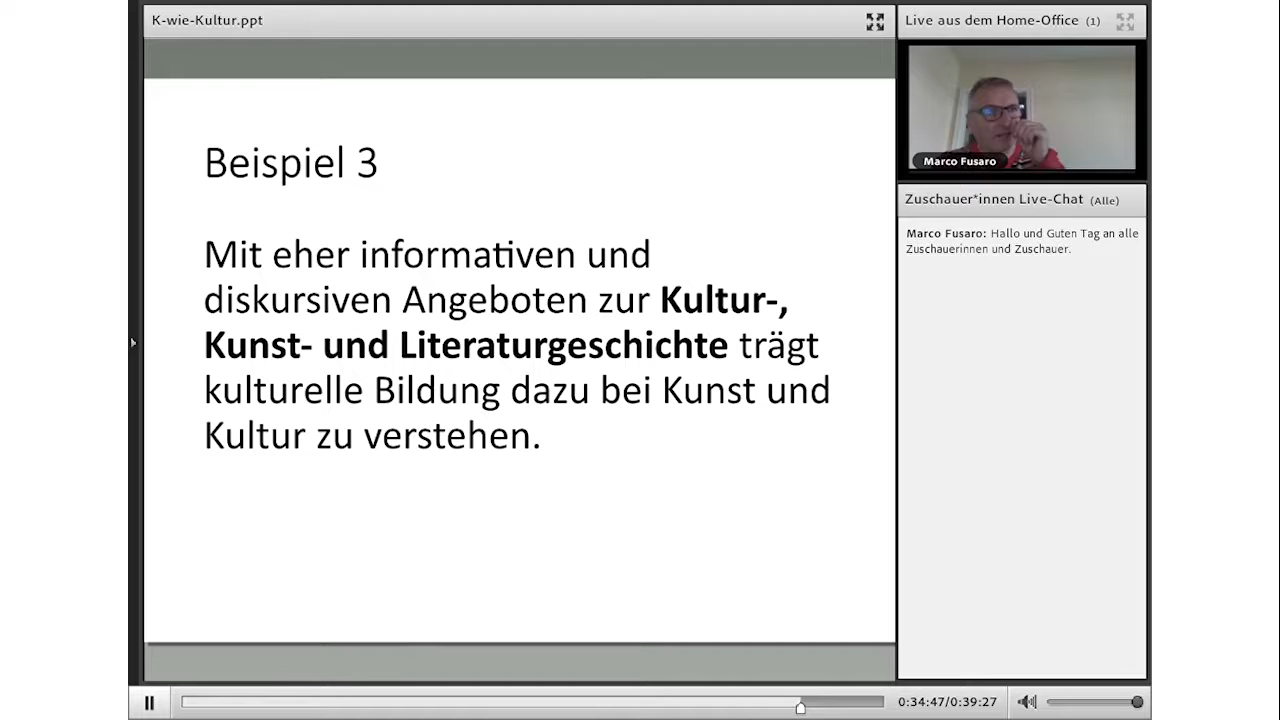 K-wie-Kultur.ppt
Live aus dem Home-Office (1)
Beispiel 3
Mit eher informativen und
diskursiven Angeboten zur Kultur-,
Kunst- und Literaturgeschichte trägt
kulturelle Bildung dazu bei Kunst und
Kultur zu verstehen.
Marco Fusaro
Zuschauer*innen Live-Chat (Alle)
Marco Fusaro: Hallo und Guten Tag an alle
Zuschauerinnen und Zuschauer.
0:34:47/0:39:27